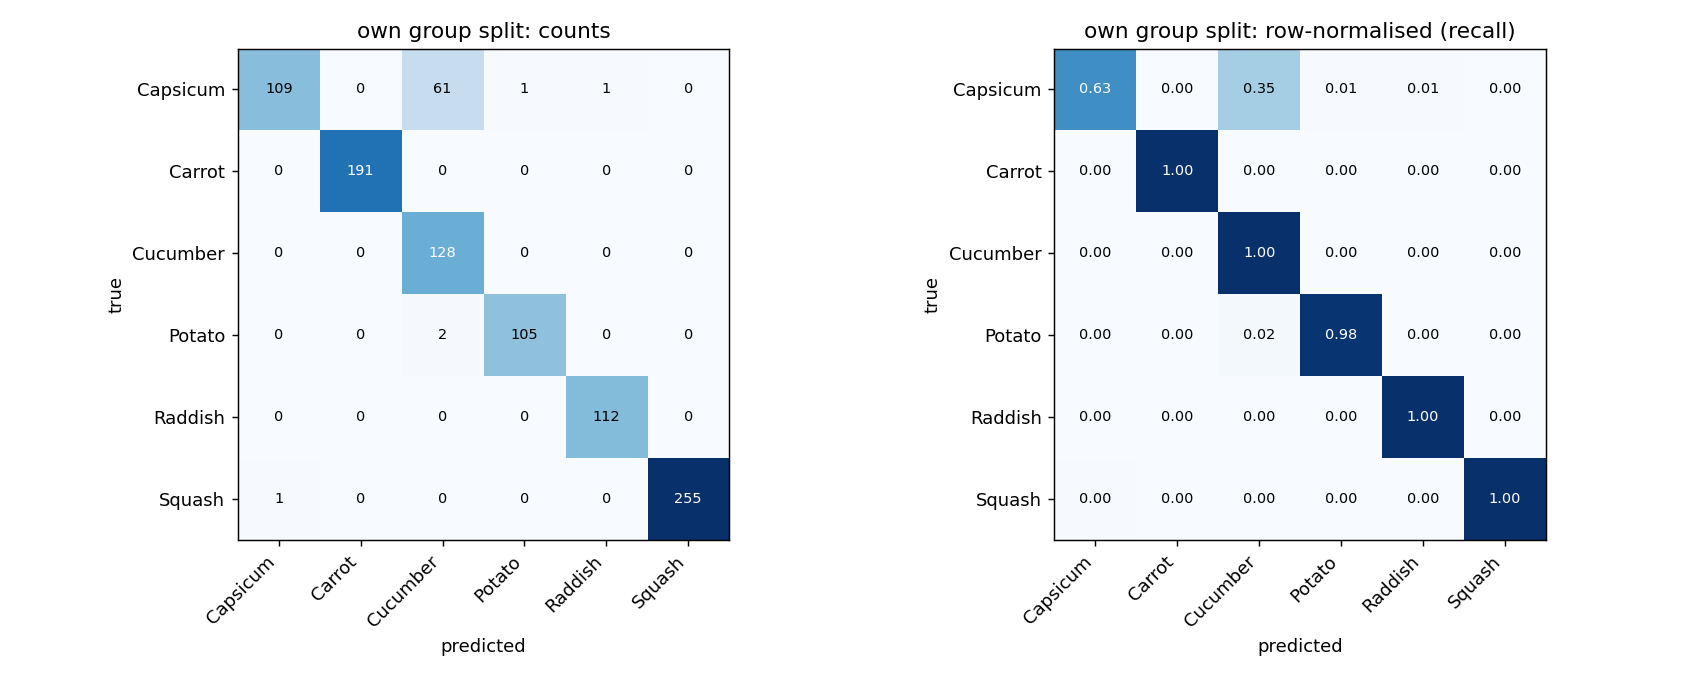 own group split: counts
Capsicum 109 0 61 1 1 0
Carrot 0 191 0 0 0 0
Cucumber 0 0 128 0 0 0
Potato 0 0 2 105 0 0
Raddish 0 0 0 0 112 0
Squash 1 0 0 0 0 255
true
Capsicum Carrot Cucumber Potato Raddish Squash
predicted
own group split: row-normalised (recall)
Capsicum 0.63 0.00 0.35 0.01 0.01 0.00
Carrot 0.00 1.00 0.00 0.00 0.00 0.00
Cucumber 0.00 0.00 1.00 0.00 0.00 0.00
Potato 0.00 0.00 0.02 0.98 0.00 0.00
Raddish 0.00 0.00 0.00 0.00 1.00 0.00
Squash 0.00 0.00 0.00 0.00 0.00 1.00
true
Capsicum Carrot Cucumber Potato Raddish Squash
predicted